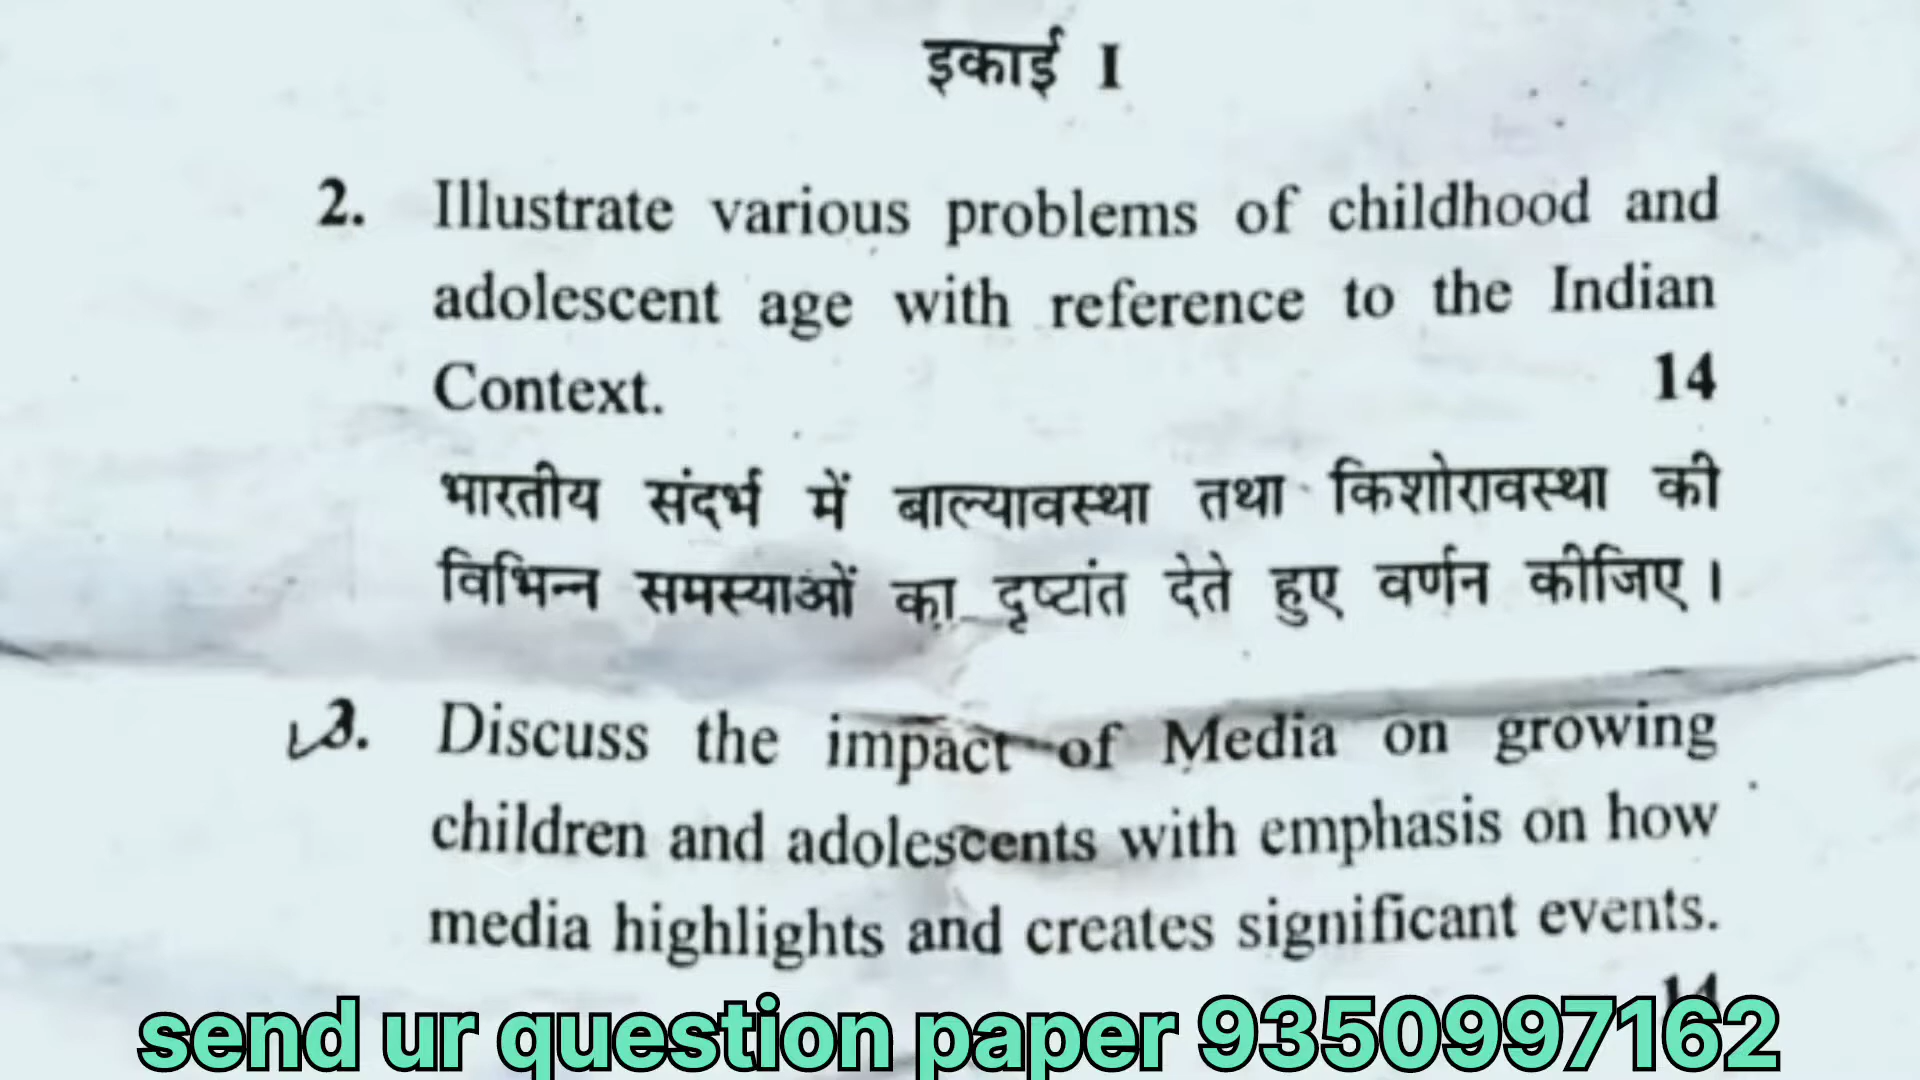 इकाई I
2. Illustrate various problems of childhood and
adolescent age with reference to the Indian
Context. 14
भारतीय संदर्भ में बाल्यावस्था तथा किशोरावस्था की
विभिन्न समस्याओं का दृष्टांत देते हुए वर्णन कीजिए।
3. Discuss the impact of Media on growing
children and adolescents with emphasis on how
media highlights and creates significant events.
14
send ur question paper 9350997162